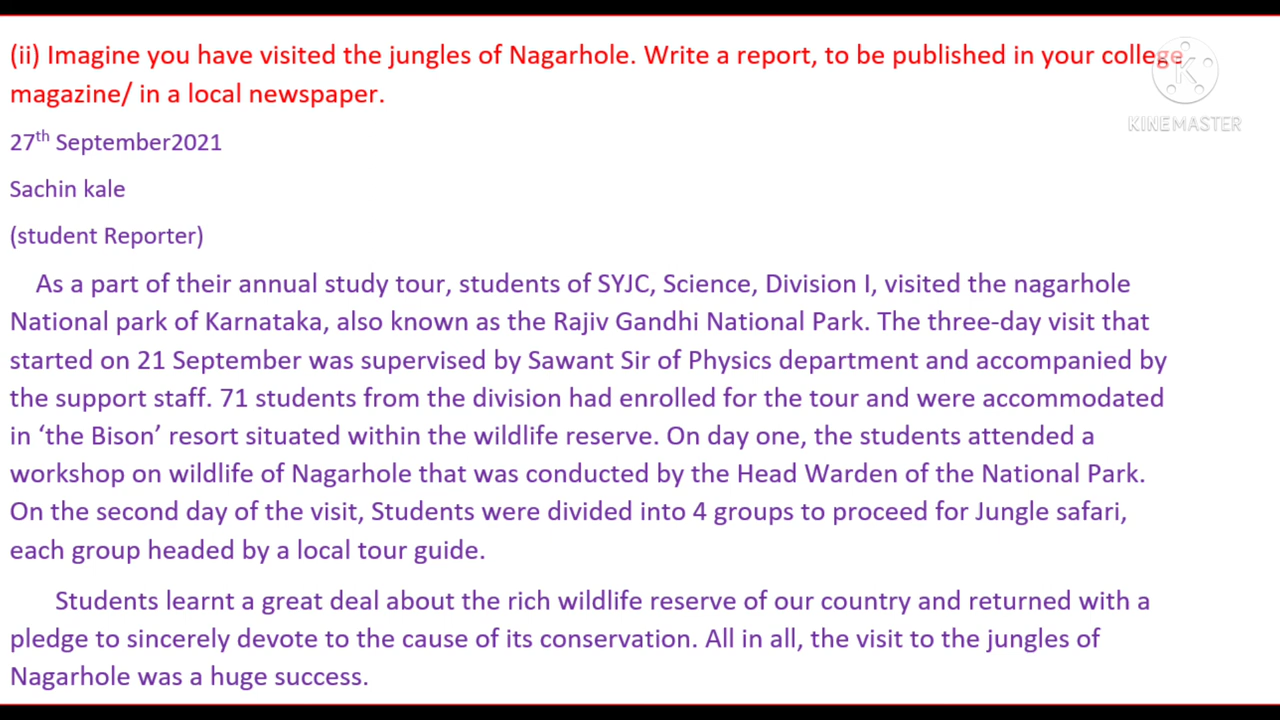 (ii) Imagine you have visited the jungles of Nagarhole. Write a report, to be published in your college
magazine/ in a local newspaper.
KINEMASTER
27th September2021
Sachin kale
(student Reporter)
As a part of their annual study tour, students of SYJC, Science, Division I, visited the nagarhole
National park of Karnataka, also known as the Rajiv Gandhi National Park. The three-day visit that
started on 21 September was supervised by Sawant Sir of Physics department and accompanied by
the support staff. 71 students from the division had enrolled for the tour and were accommodated
in ‘the Bison’ resort situated within the wildlife reserve. On day one, the students attended a
workshop on wildlife of Nagarhole that was conducted by the Head Warden of the National Park.
On the second day of the visit, Students were divided into 4 groups to proceed for Jungle safari,
each group headed by a local tour guide.
Students learnt a great deal about the rich wildlife reserve of our country and returned with a
pledge to sincerely devote to the cause of its conservation. All in all, the visit to the jungles of
Nagarhole was a huge success.